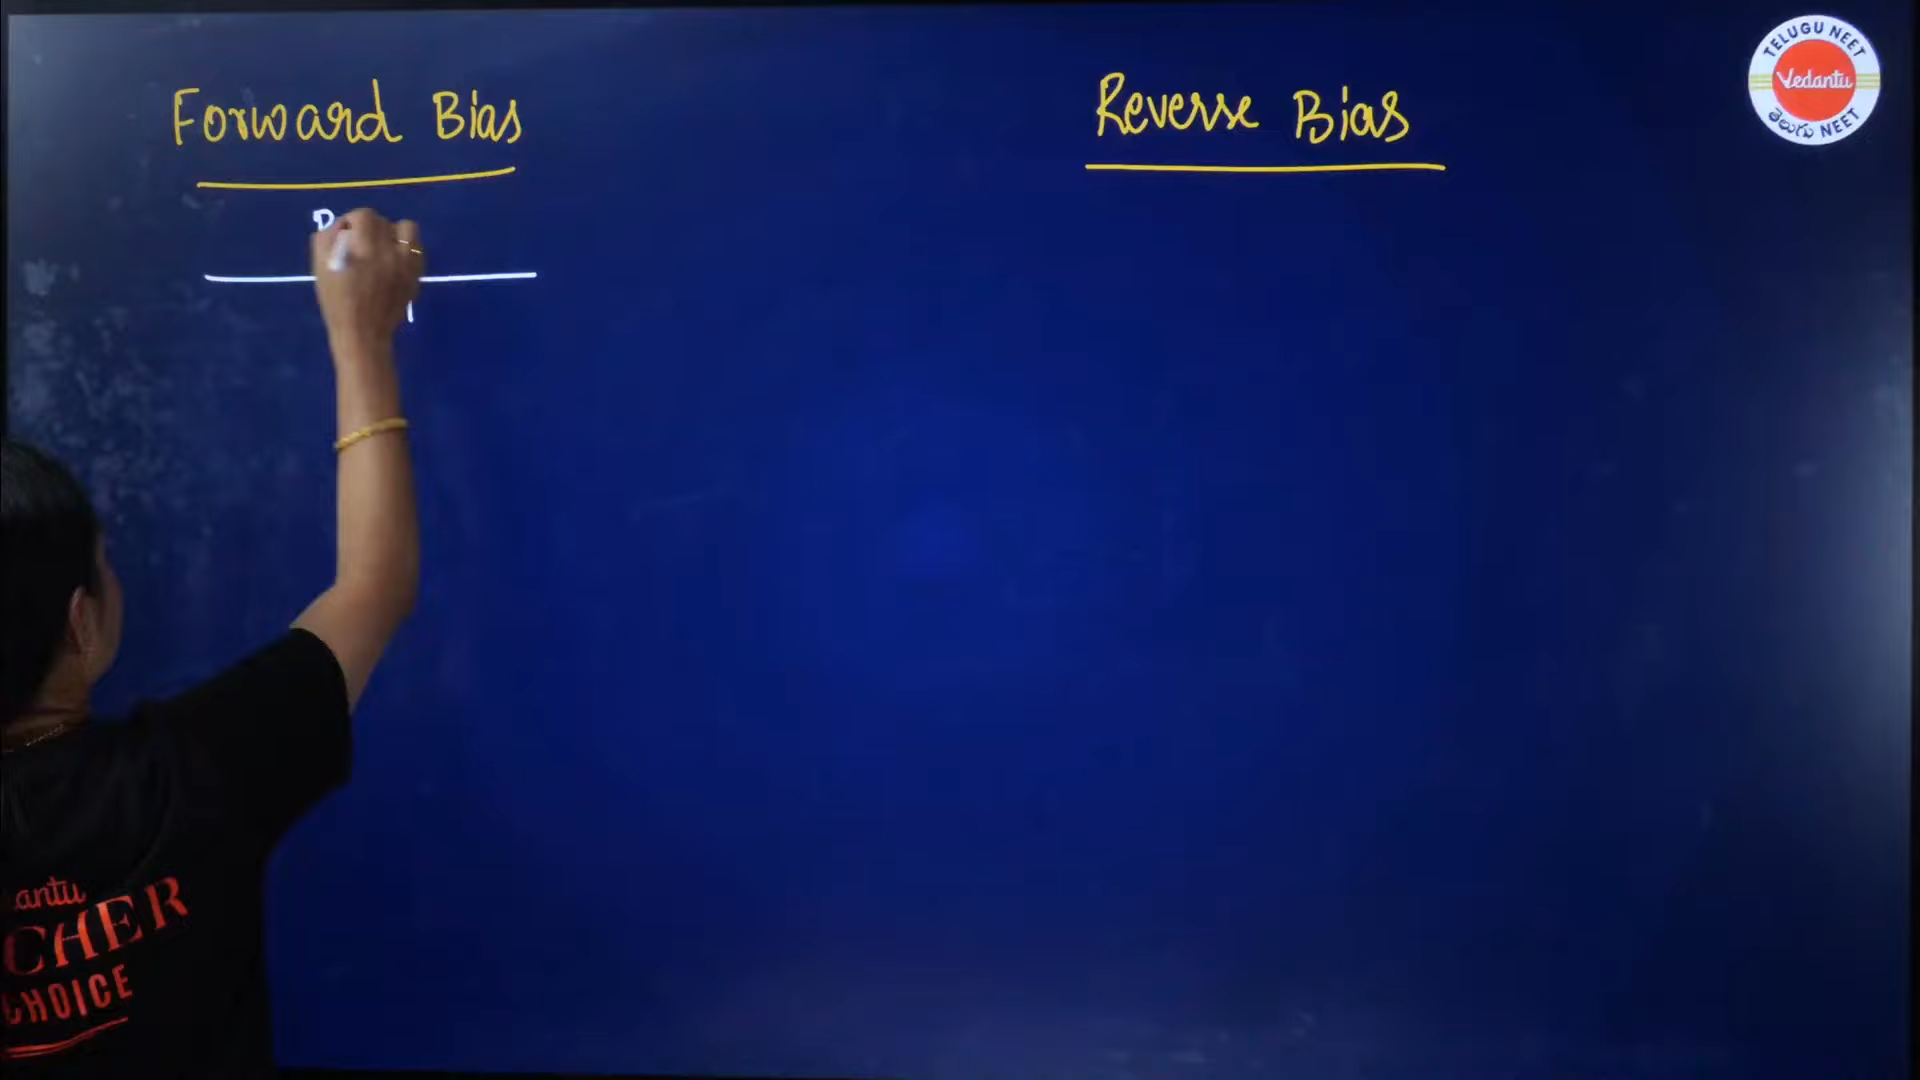 Forward Bias
Reverse Bias
TELUGU NEET
Vedantu
తెలుగు NEET
antu
CHER
CHOICE